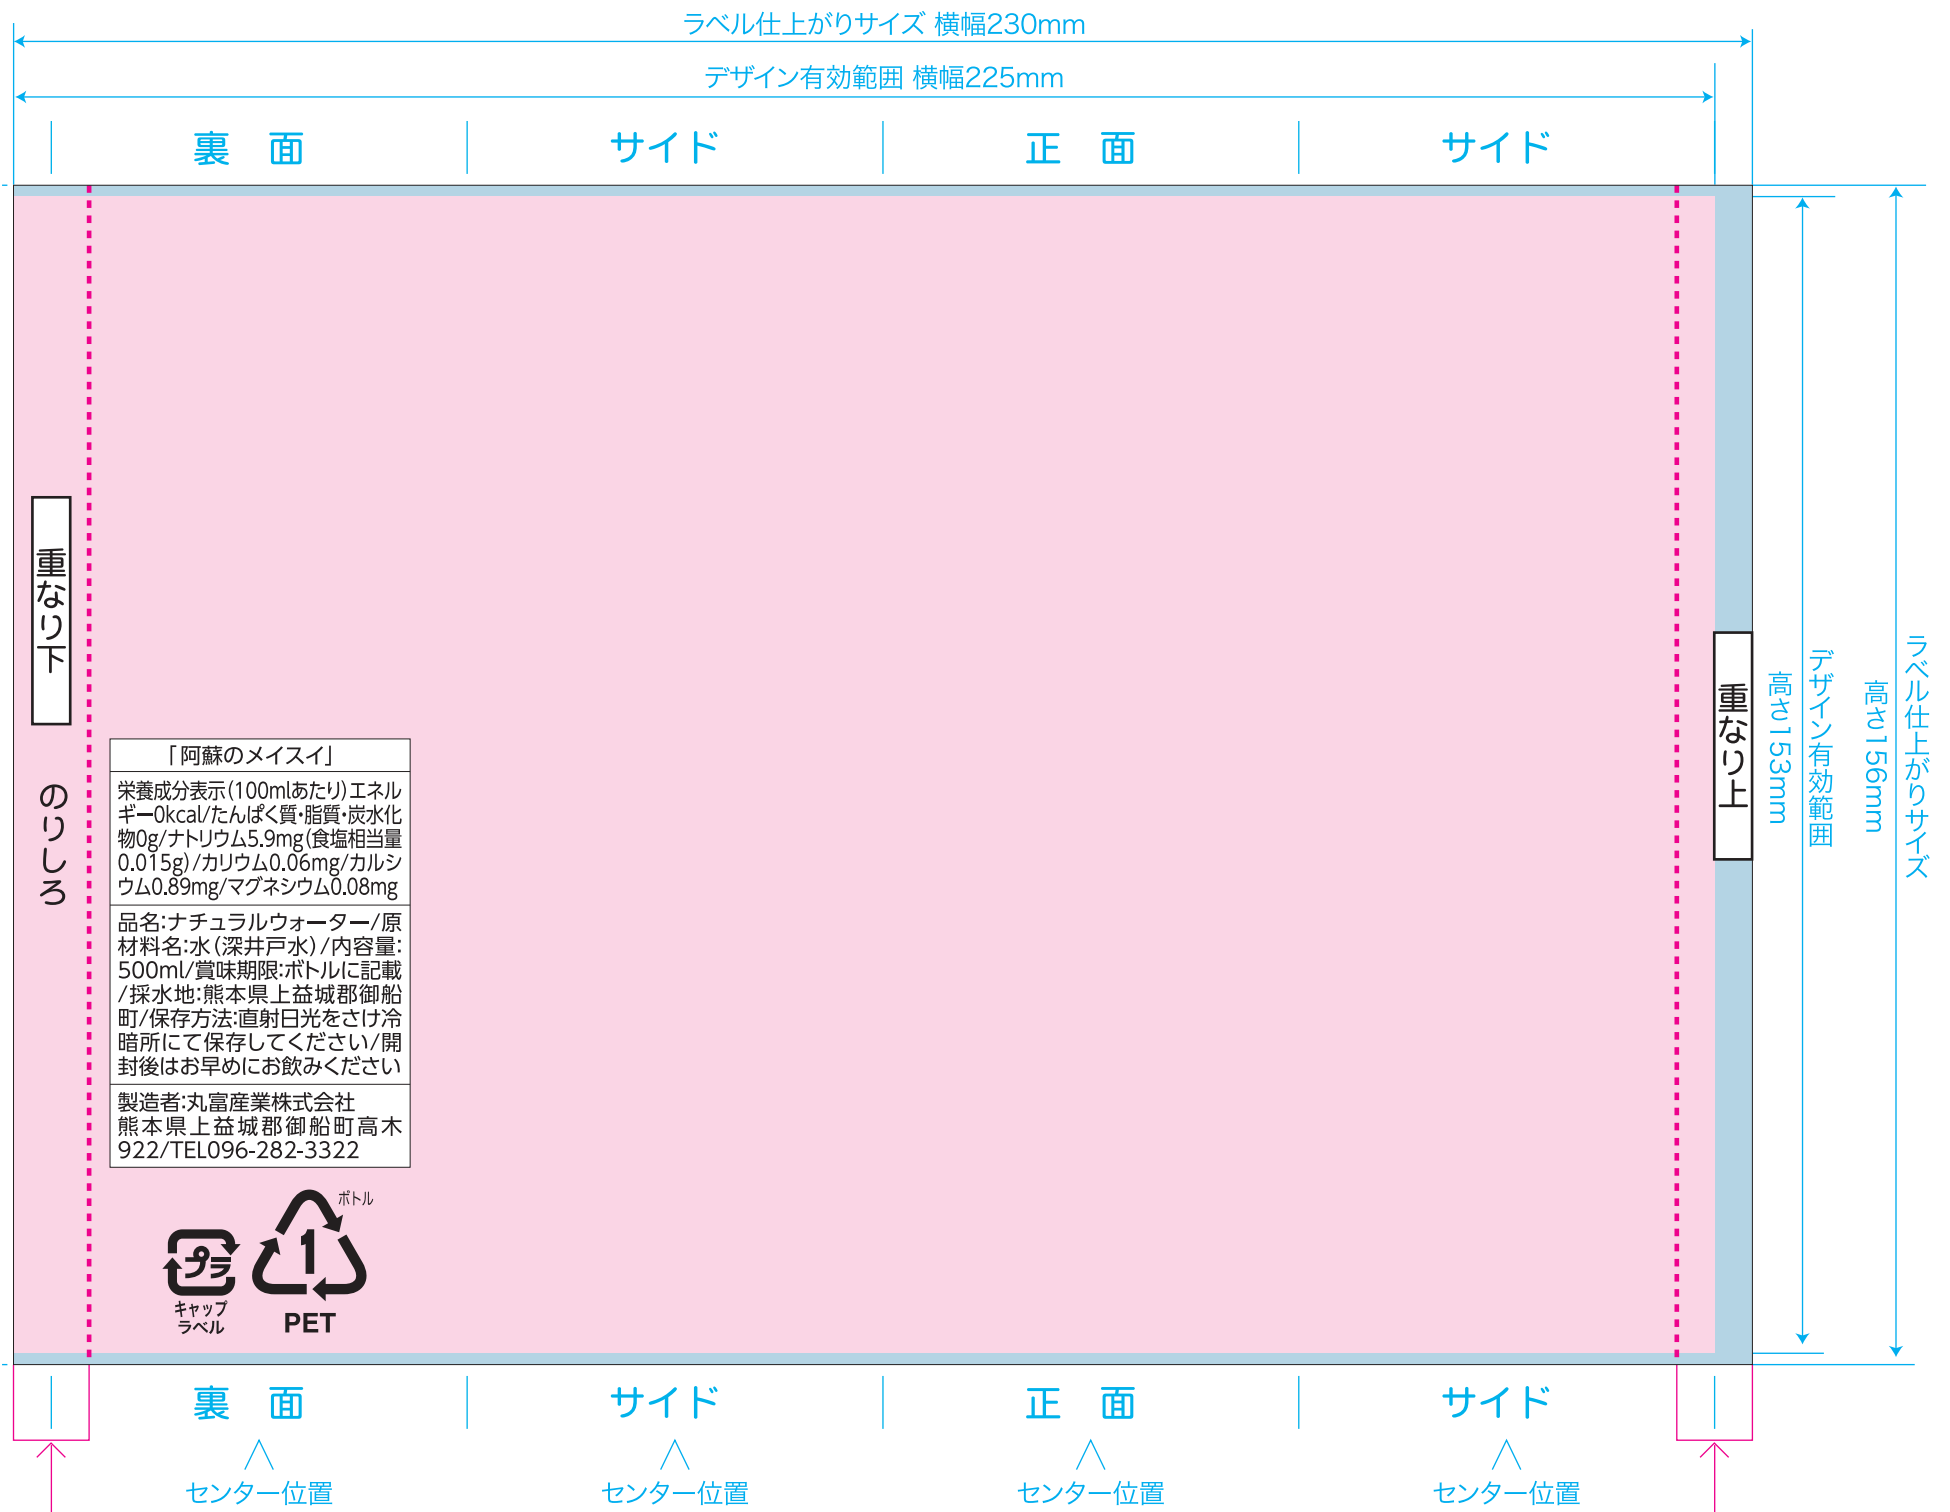 ラベル仕上がりサイズ 横幅230mm
デザイン有効範囲 横幅225mm
裏 面
サイド
正 面
サイド
重なり下
のりしろ
「阿蘇のメイスイ」
栄養成分表示(100mlあたり)エネル
ギー0kcal/たんぱく質・脂質・炭水化
物0g/ナトリウム5.9mg(食塩相当量
0.015g)/カリウム0.06mg/カルシ
ウム0.89mg/マグネシウム0.08mg
品名:ナチュラルウォーター/原
材料名:水(深井戸水)/内容量:
500ml/賞味期限:ボトルに記載
/採水地:熊本県上益城郡御船
町/保存方法:直射日光をさけ冷
暗所にて保存してください/開
封後はお早めにお飲みください
製造者:丸富産業株式会社
熊本県上益城郡御船町高木
922/TEL096-282-3322
プラ
キャップ
ラベル
1
ボトル
PET
重なり上
デザイン有効範囲
高さ153mm
ラベル仕上がりサイズ
高さ156mm
裏 面
サイド
正 面
サイド
センター位置
センター位置
センター位置
センター位置